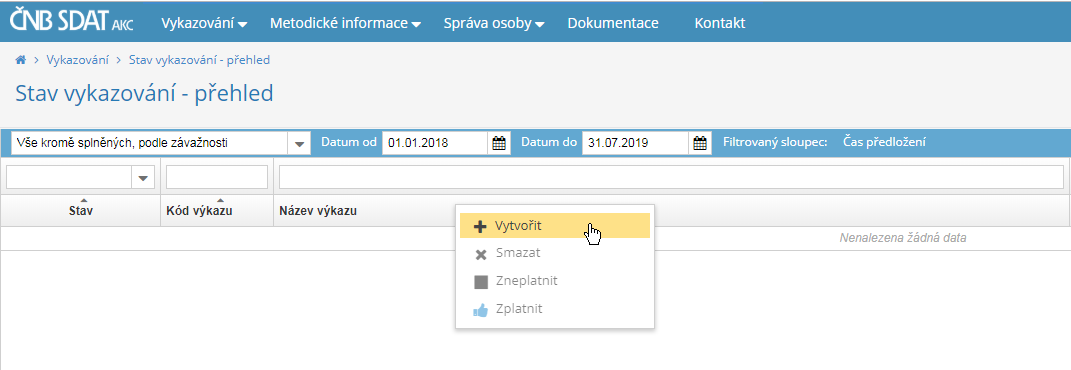 ČNB SDAT AKC Vykazování Metodické informace Správa osoby Dokumentace Kontakt
Vykazování Stav vykazování - přehled
Stav vykazování - přehled
Vše kromě splněných, podle závažnosti Datum od 01.01.2018 Datum do 31.07.2019 Filtrovaný sloupec: Čas předložení
Stav Kód výkazu Název výkazu
Nenalezena žádná data
Vytvořit
Smazat
Zneplatnit
Zplatnit